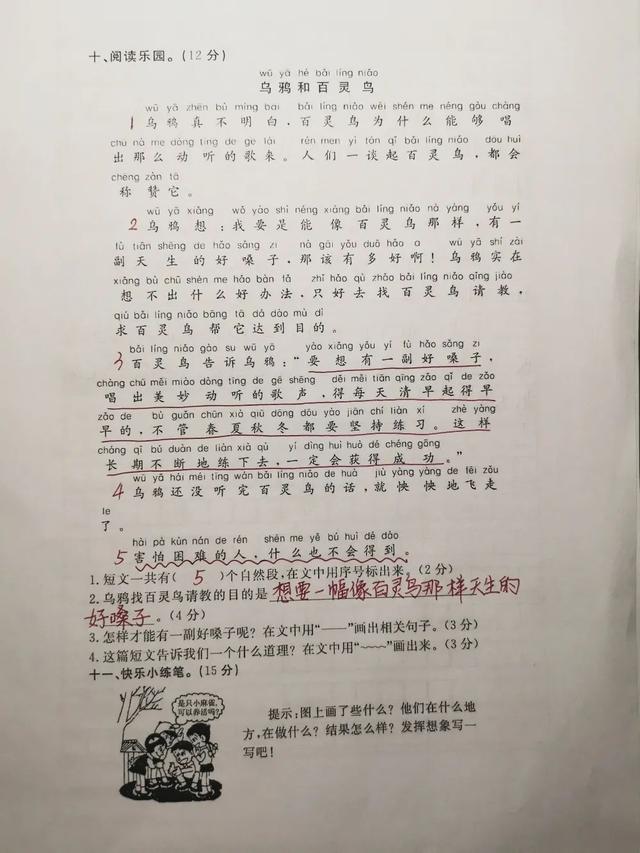 十、阅读乐园。(12分)
wū yā hé bǎi líng niǎo
乌鸦和百灵鸟
wū yā zhēn bù míng bai bǎi líng niǎo wèi shén me néng gòu chàng
1乌鸦真不明白,百灵鸟为什么能够唱
chū nà me dòng tīng de gē lái rén men yì tán qǐ bǎi líng niǎo dōu huì
出那么动听的歌来。人们一谈起百灵鸟,都会
chēng zàn tā
称赞它。
wū yā xiǎng wǒ yào shì néng xiàng bǎi líng niǎo nà yàng yǒu yí
2乌鸦想:我要是能像百灵鸟那样,有一
fù tiān shēng de hǎo sǎng zi nà gāi yǒu duō hǎo a wū yā shí zài
副天生的好嗓子,那该有多好啊!乌鸦实在
xiǎng bù chū shén me hǎo bàn fǎ zhǐ hǎo qù zhǎo bǎi líng niǎo qǐng jiào
想不出什么好办法,只好去找百灵鸟请教,
qiú bǎi líng niǎo bāng tā dá dào mù dì
求百灵鸟帮它达到目的。
bǎi líng niǎo gào su wū yā yào xiǎng yǒu yí fù hǎo sǎng zi
3百灵鸟告诉乌鸦:“要想有一副好嗓子,
chàng chū měi miào dòng tīng de gē shēng děi měi tiān qīng zǎo qǐ de zǎo
唱出美妙动听的歌声,得每天清早起得早
zǎo de bù guǎn chūn xià qiū dōng dōu yào jiān chí liàn xí zhè yàng
早的,不管春夏秋冬都要坚持练习。这样
cháng qī bú duàn de liàn xià qù yí dìng huì huò dé chéng gōng
长期不断地练下去,一定会获得成功。”
wū yā hái méi tīng wán bǎi líng niǎo de huà jiù yàng yàng de fēi zǒu
4乌鸦还没听完百灵鸟的话,就怏怏地飞走
le
了。
hài pà kùn nán de rén shén me yě bú huì dé dào
5害怕困难的人,什么也不会得到。
1.短文一共有(5)个自然段,在文中用序号标出来。(2分)
2.乌鸦找百灵鸟请教的目的是想要一幅像百灵鸟那样天生的
好嗓子。(4分)
3.怎样才能有一副好嗓子呢?在文中用“——”画出相关句子。(3分)
4.这篇短文告诉我们一个什么道理?在文中用“﹏﹏”画出来。(3分)
十一、快乐小练笔。(15分)
是只小麻雀,
可以养活吗?
提示:图上画了些什么?他们在什么地
方,在做什么?结果怎么样?发挥想象写一
写吧!